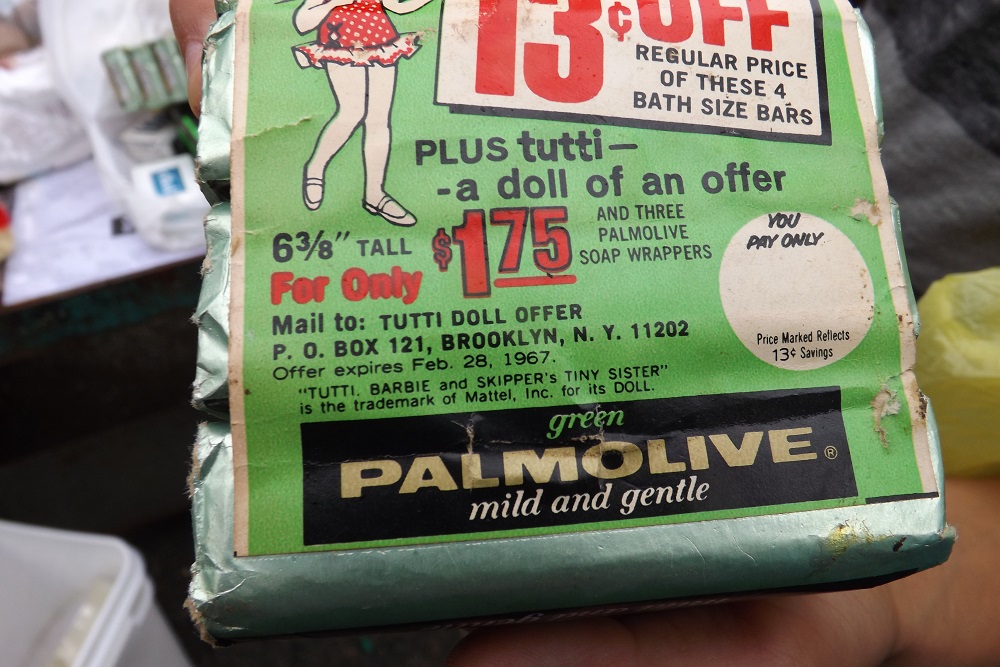 13¢ OFF
REGULAR PRICE
OF THESE 4
BATH SIZE BARS
PLUS tutti—
-a doll of an offer
6⅜" TALL
For Only
$1.75
AND THREE
PALMOLIVE
SOAP WRAPPERS
YOU
PAY ONLY
Price Marked Reflects
13¢ Savings
Mail to: TUTTI DOLL OFFER
P. O. BOX 121, BROOKLYN, N. Y. 11202
Offer expires Feb. 28, 1967.
"TUTTI, BARBIE and SKIPPER's TINY SISTER"
is the trademark of Mattel, Inc. for its DOLL.
green
PALMOLIVE®
mild and gentle